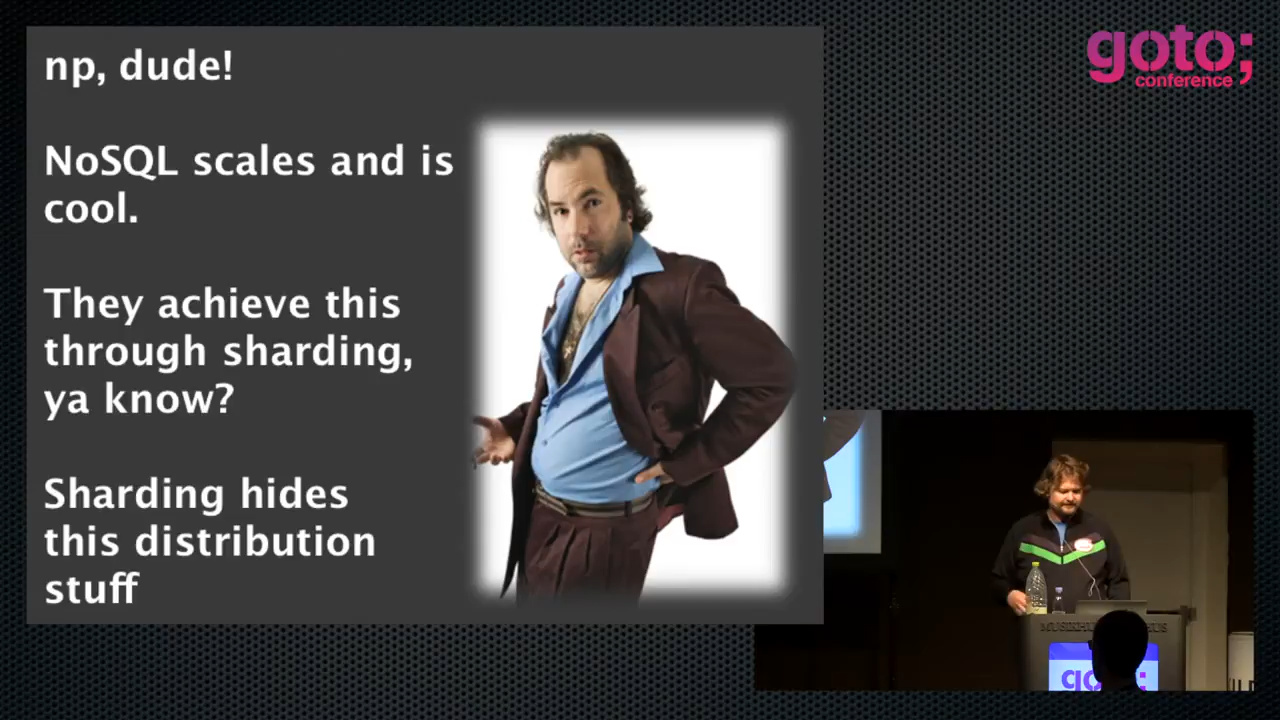 np, dude!
NoSQL scales and is
cool.
They achieve this
through sharding,
ya know?
Sharding hides
this distribution
stuff
goto;
conference